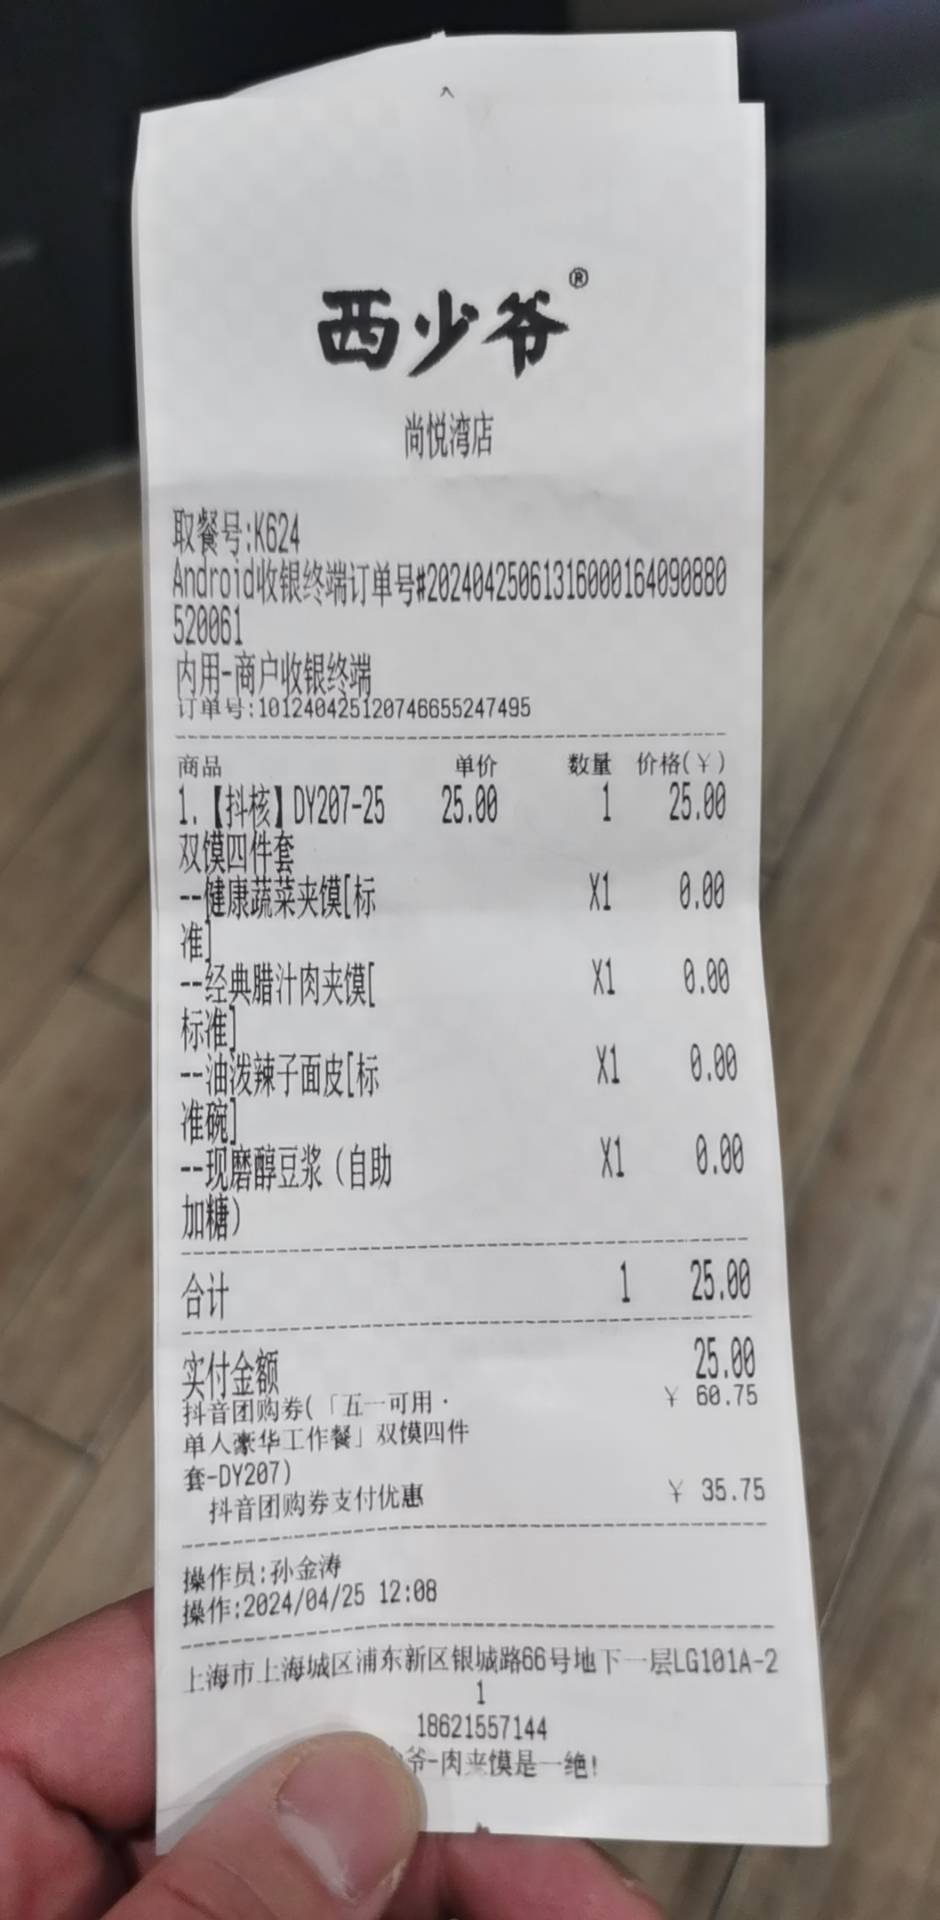 西少爷®
尚悦湾店
取餐号:K624
Android收银终端订单号#20240425061316000164090880
520061
内用-商户收银终端
订单号:101240425120746655247495
商品 单价 数量 价格(￥)
1.【抖核】DY207-25 25.00 1 25.00
双馍四件套
--健康蔬菜夹馍[标 X1 0.00
准]
--经典腊汁肉夹馍[ X1 0.00
标准]
--油泼辣子面皮[标 X1 0.00
准碗]
--现磨醇豆浆（自助 X1 0.00
加糖）
合计 1 25.00
实付金额 25.00
抖音团购券(「五一可用· ￥ 60.75
单人豪华工作餐」双馍四件
套-DY207)
抖音团购券支付优惠 ￥ 35.75
操作员:孙金涛
操作:2024/04/25 12:08
上海市上海城区浦东新区银城路66号地下一层LG101A-2
1
18621557144
爷-肉夹馍是一绝!